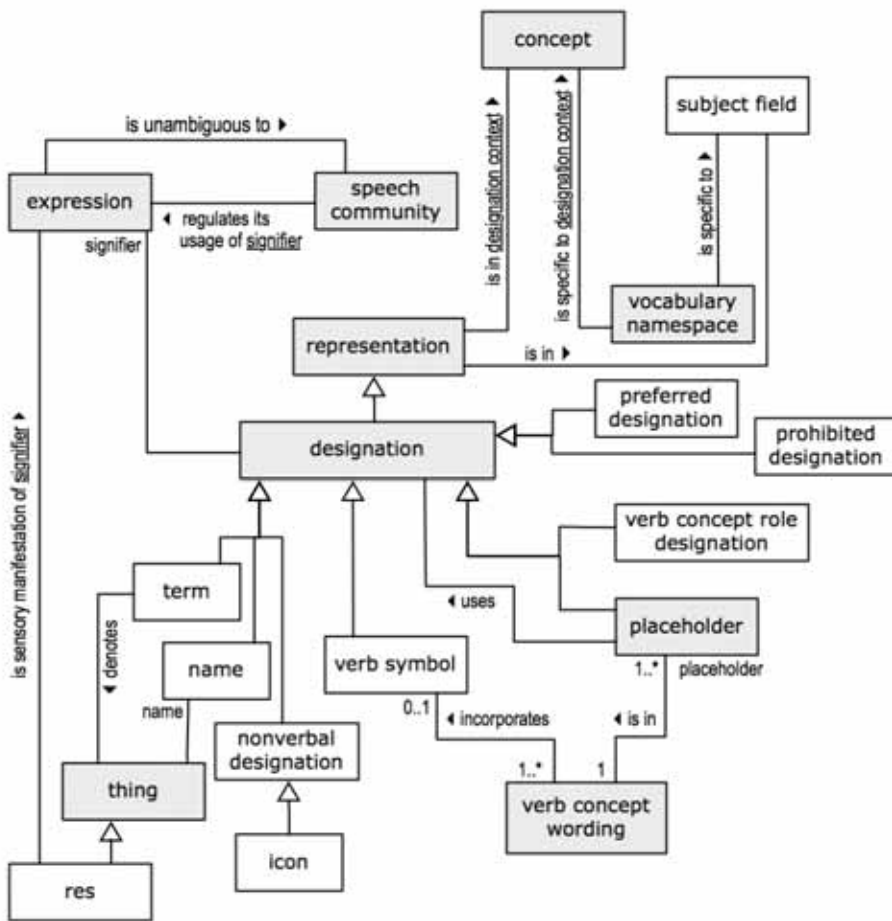 concept
subject field
is unambiguous to ▶
expression
speech
community
◀ regulates its
usage of signifier
signifier
is in designation context ▶
is specific to designation context ▶
is specific to ▶
vocabulary
namespace
representation
is in ▶
preferred
designation
designation
prohibited
designation
is sensory manifestation of signifier ▶
verb concept role
designation
term
◀ uses
placeholder
◀ denotes
name
verb symbol
1..*
placeholder
name
0..1
◀ incorporates
◀ is in
nonverbal
designation
1..*
1
thing
verb concept
wording
icon
res